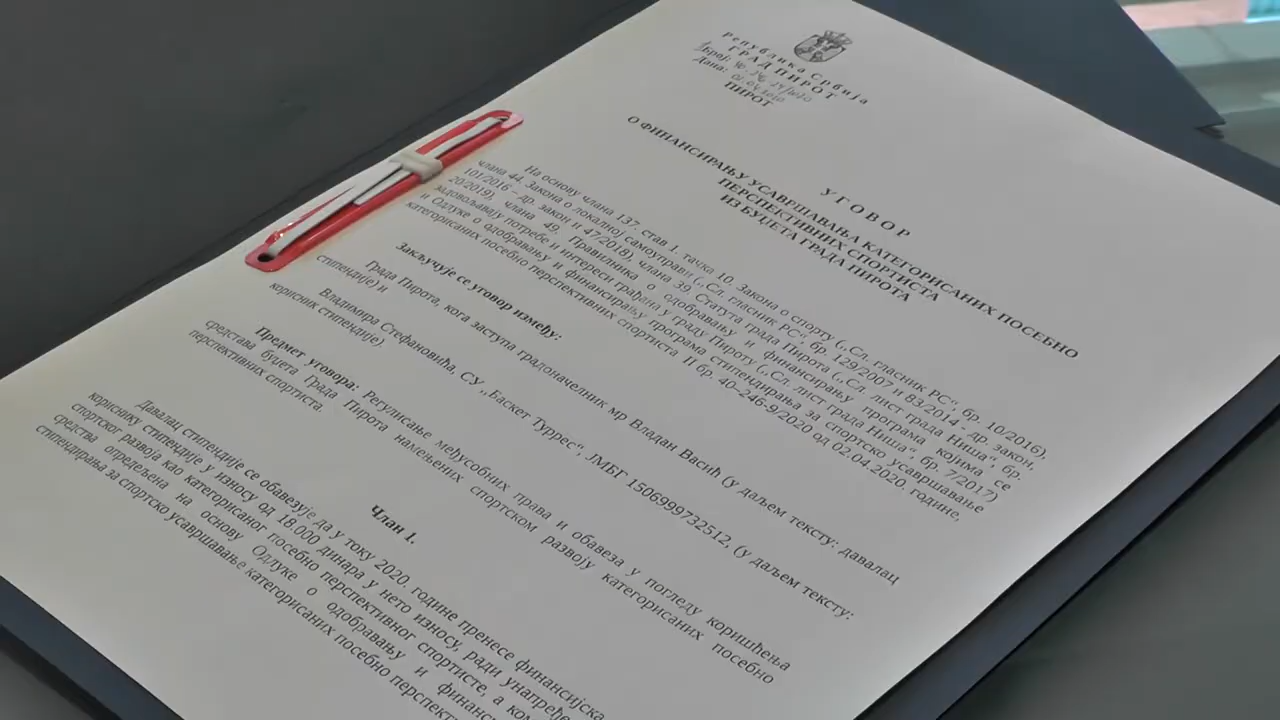 Република Србија
ГРАД ПИРОТ
Број:
Дана:
ПИРОТ
У Г О В О Р
О ФИНАНСИРАЊУ УСАВРШАВАЊА КАТЕГОРИСАНИХ ПОСЕБНО
ПЕРСПЕКТИВНИХ СПОРТИСТА
ИЗ БУЏЕТА ГРАДА ПИРОТА
На основу члана 137. став 1. тачка 10. Закона о спорту („Сл. гласник РС“, бр. 10/2016),
члана 44. Закона о локалној самоуправи („Сл. гласник РС“, бр. 129/2007 и 83/2014 - др. закон,
101/2016 - др. закон и 47/2018), члана 39 Статута града Пирота („Сл. лист града Ниша“, бр.
20/2019), члана 49. Правилника о одобравању и финансирању програма којима се
задовољавају потребе и интереси грађана у граду Пироту („Сл. лист града Ниша“, бр. 7/2017)
и Одлуке о одобравању и финансирању програма стипендирања за спортско усавршавање
категорисаних посебно перспективних спортиста II бр. 40-246-9/2020 од 02.04.2020. године,
Закључује се уговор између:
Града Пирота, кога заступа градоначелник мр Владан Васић (у даљем тексту: давалац
стипендије) и
Владимира Стефановића, СУ „Баскет Туррес“, ЈМБГ 1506999732512, (у даљем тексту:
корисник стипендије)
Предмет уговора: Регулисање међусобних права и обавеза у погледу коришћења
средстава буџета Града Пирота намењених спортском развоју категорисаних посебно
перспективних спортиста.
Члан 1.
Давалац стипендије се обавезује да у току 2020. године пренесе финансијска
кориснику стипендије у износу од 18.000 динара у нето износу, ради унапређе
спортског развоја као категорисаног посебно перспективног спортисте, а ком
средства определена на основу Одлуке о одобравању и финанс
стипендирања за спортско усавршавање категорисаних посебно перспект